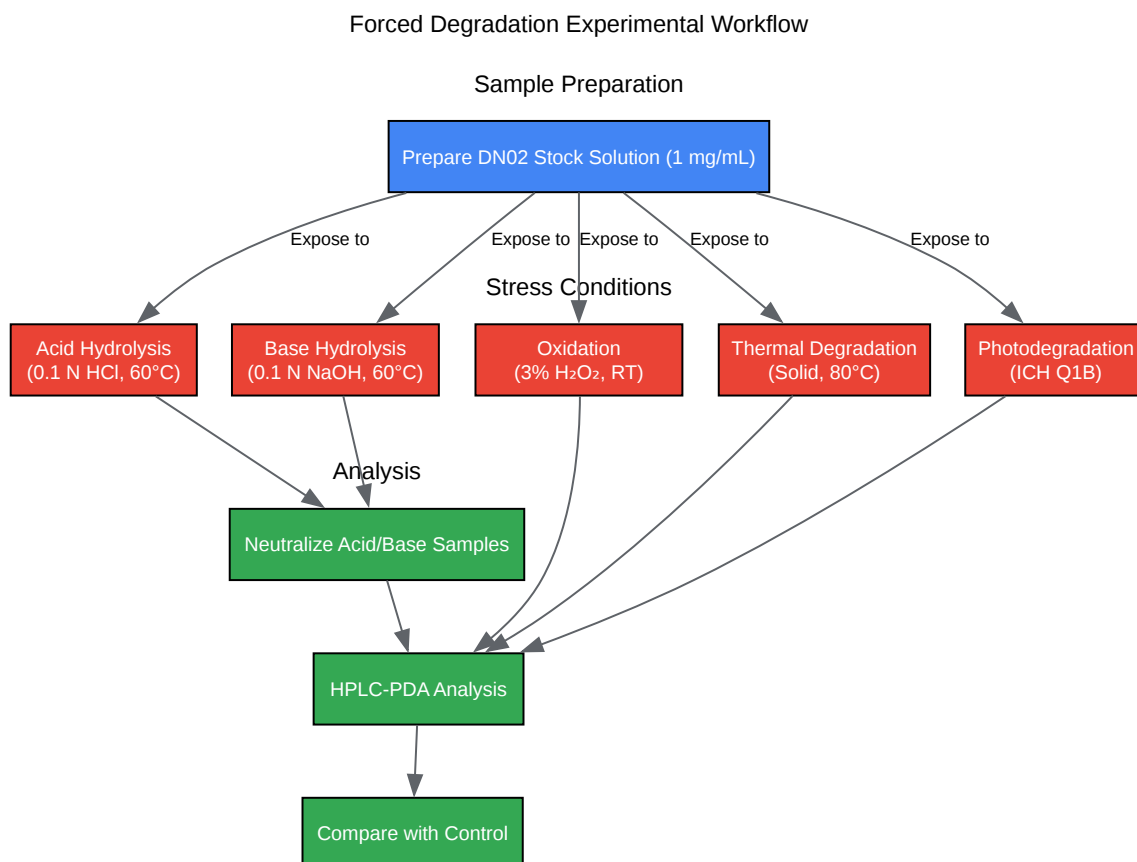 Forced Degradation Experimental Workflow
Sample Preparation
Prepare DN02 Stock Solution (1 mg/mL)
Expose to
Expose to
Expose to
Expose to
Expose to
Stress Conditions
Acid Hydrolysis
(0.1 N HCl, 60°C)
Base Hydrolysis
(0.1 N NaOH, 60°C)
Oxidation
(3% H₂O₂, RT)
Thermal Degradation
(Solid, 80°C)
Photodegradation
(ICH Q1B)
Analysis
Neutralize Acid/Base Samples
HPLC-PDA Analysis
Compare with Control